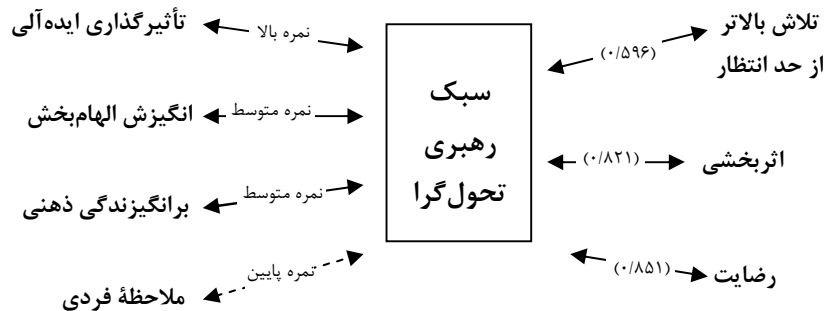 تلاش بالاتر
از حد انتظار
(۰/۵۹۶)
اثربخشی
(۰/۸۲۱)
رضایت
(۰/۸۵۱)
سبک
رهبری
تحول‌گرا
نمره بالا
تأثیرگذاری ایده‌آلی
نمره متوسط
انگیزش الهام‌بخش
نمره متوسط
برانگیزندگی ذهنی
نمره پایین
ملاحظهٔ فردی